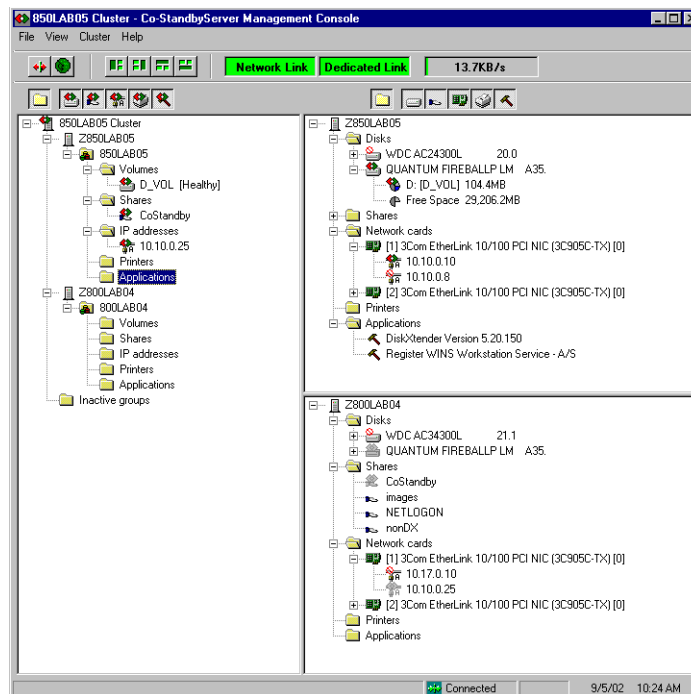 850LAB05 Cluster - Co-StandbyServer Management Console
File View Cluster Help
Network Link Dedicated Link 13.7KB/s
850LAB05 Cluster
Z850LAB05
850LAB05
Volumes
D_VOL [Healthy]
Shares
CoStandby
IP addresses
10.10.0.25
Printers
Applications
Z800LAB04
800LAB04
Volumes
Shares
IP addresses
Printers
Applications
Inactive groups
Z850LAB05
Disks
WDC AC24300L 20.0
QUANTUM FIREBALLP LM A35.
D: [D_VOL] 104.4MB
Free Space 29,206.2MB
Shares
Network cards
[1] 3Com EtherLink 10/100 PCI NIC (3C905C-TX) [0]
10.10.0.10
10.10.0.8
[2] 3Com EtherLink 10/100 PCI NIC (3C905C-TX) [0]
Printers
Applications
DiskXtender Version 5.20.150
Register WINS Workstation Service - A/S
Z800LAB04
Disks
WDC AC34300L 21.1
QUANTUM FIREBALLP LM A35.
Shares
CoStandby
images
NETLOGON
nonDX
Network cards
[1] 3Com EtherLink 10/100 PCI NIC (3C905C-TX) [0]
10.17.0.10
10.10.0.25
[2] 3Com EtherLink 10/100 PCI NIC (3C905C-TX) [0]
Printers
Applications
Connected 9/5/02 10:24 AM